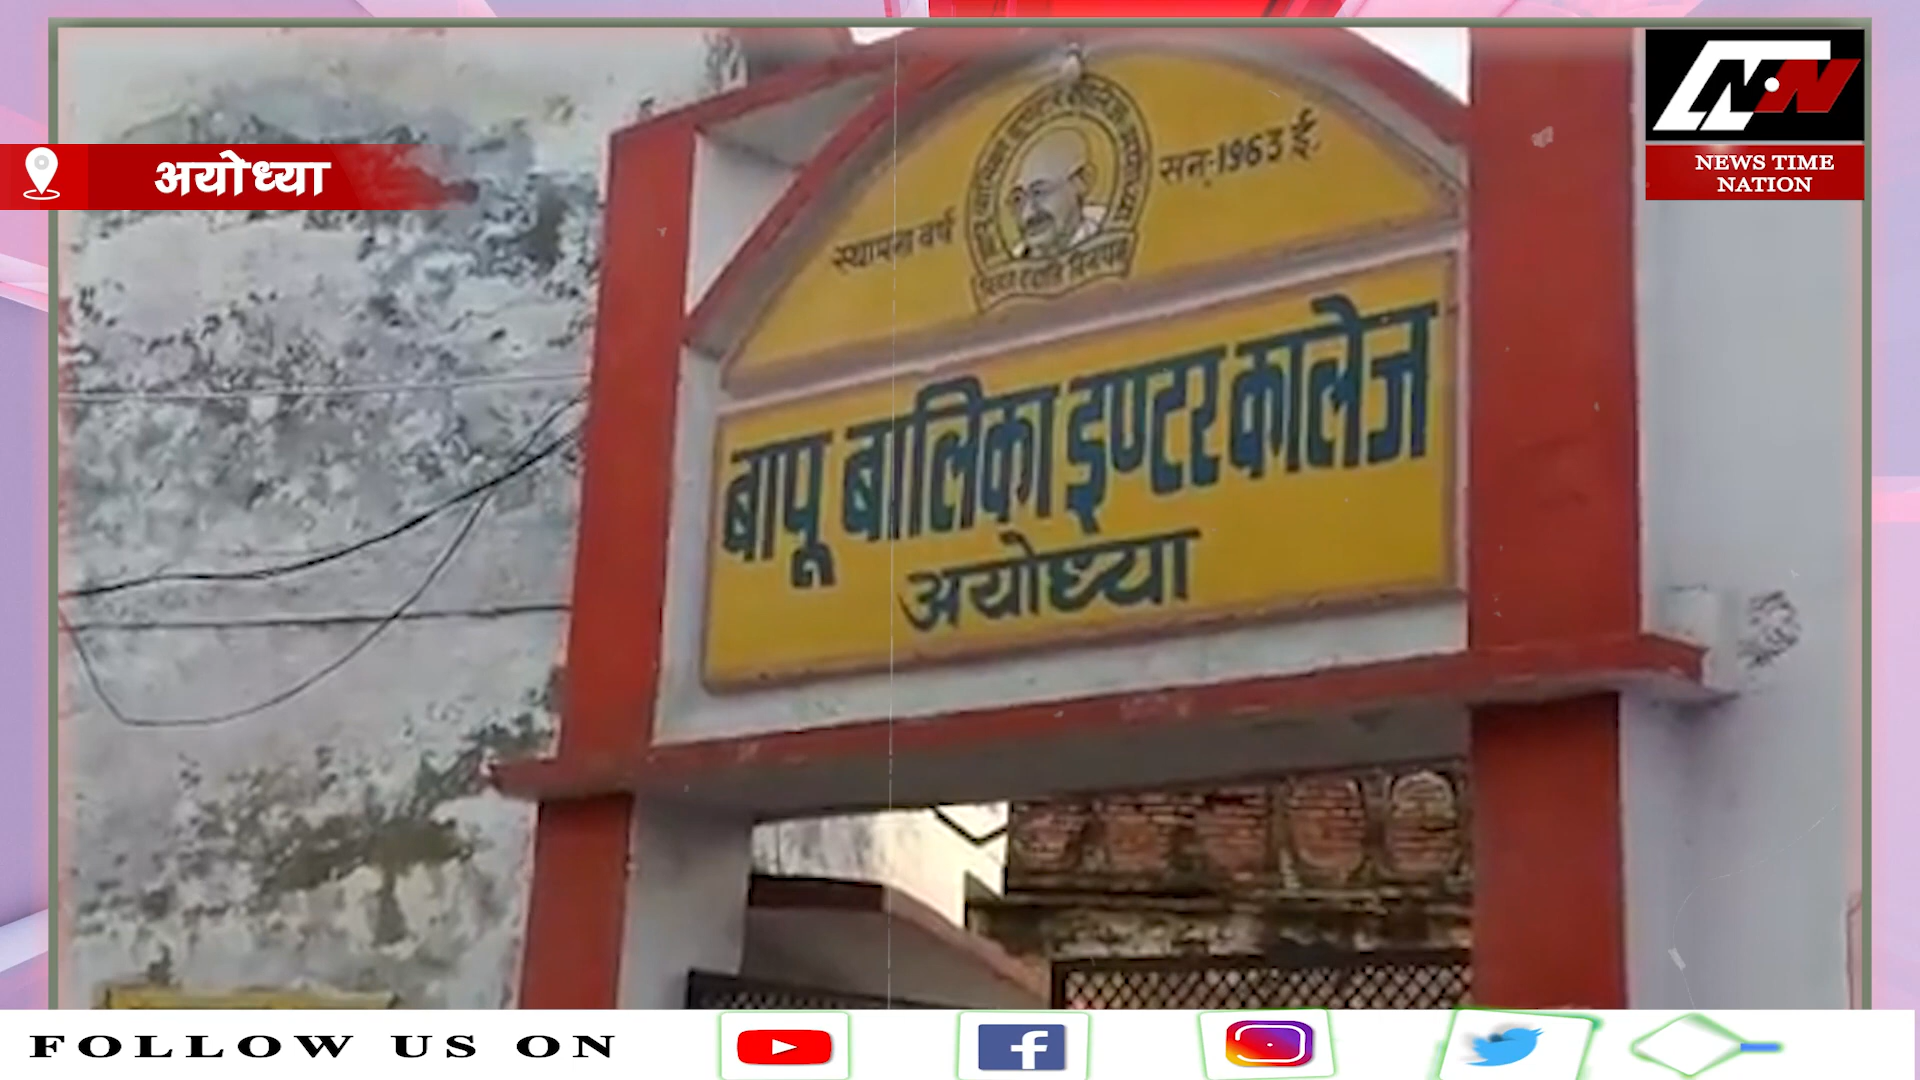 अयोध्या
NEWS TIME
NATION
स्थापना वर्ष
सन्-1963 ई.
बापू बालिका इण्टर कालेज
अयोध्या
FOLLOW US ON